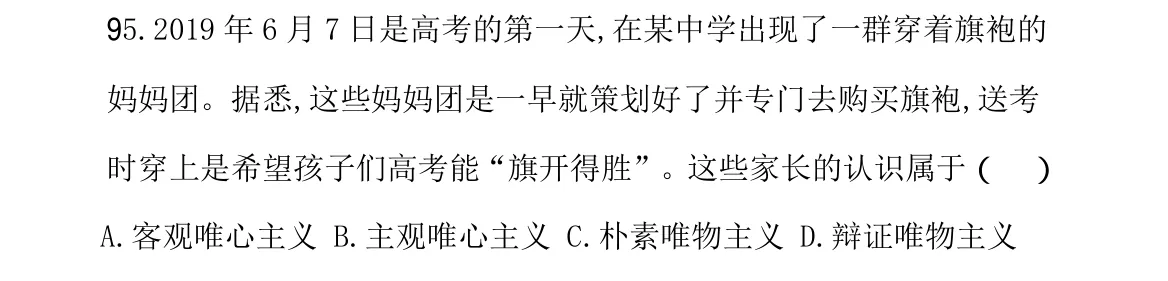 95.2019 年 6 月 7 日是高考的第一天,在某中学出现了一群穿着旗袍的
妈妈团。据悉,这些妈妈团是一早就策划好了并专门去购买旗袍,送考
时穿上是希望孩子们高考能“旗开得胜”。这些家长的认识属于 (   )
A.客观唯心主义 B.主观唯心主义 C.朴素唯物主义 D.辩证唯物主义